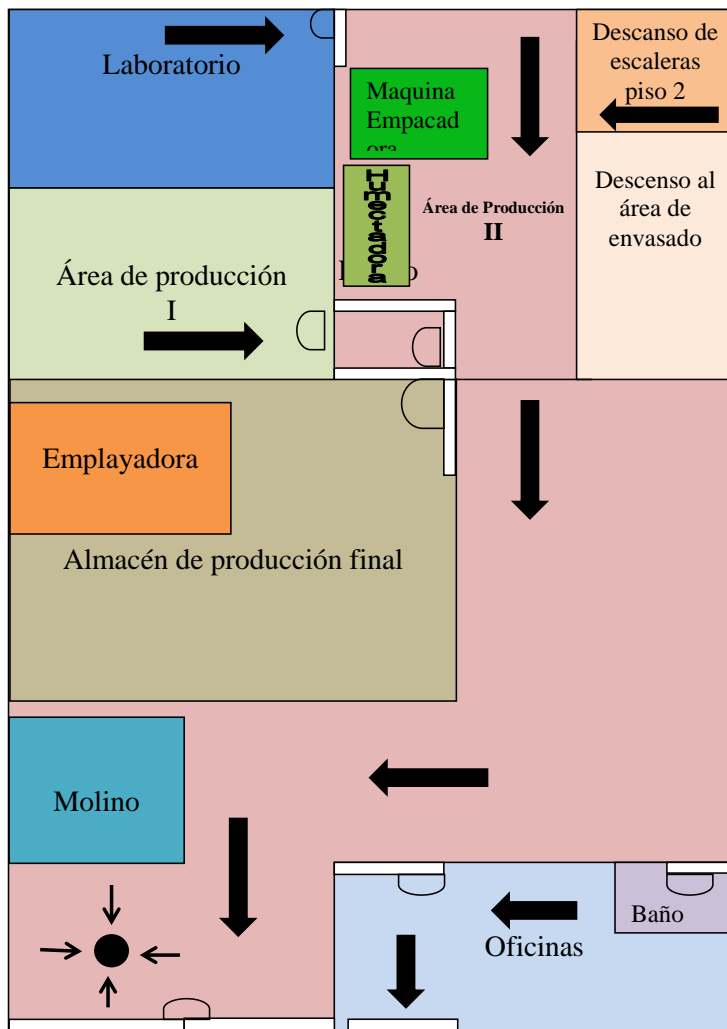 Laboratorio
Maquina
Empacad
ora
Descanso de
escaleras
piso 2
Humectadora
Área de Producción
II
Descenso al
área de
envasado
Área de producción
I
Emplayadora
Almacén de producción final
Molino
Baño
Oficinas